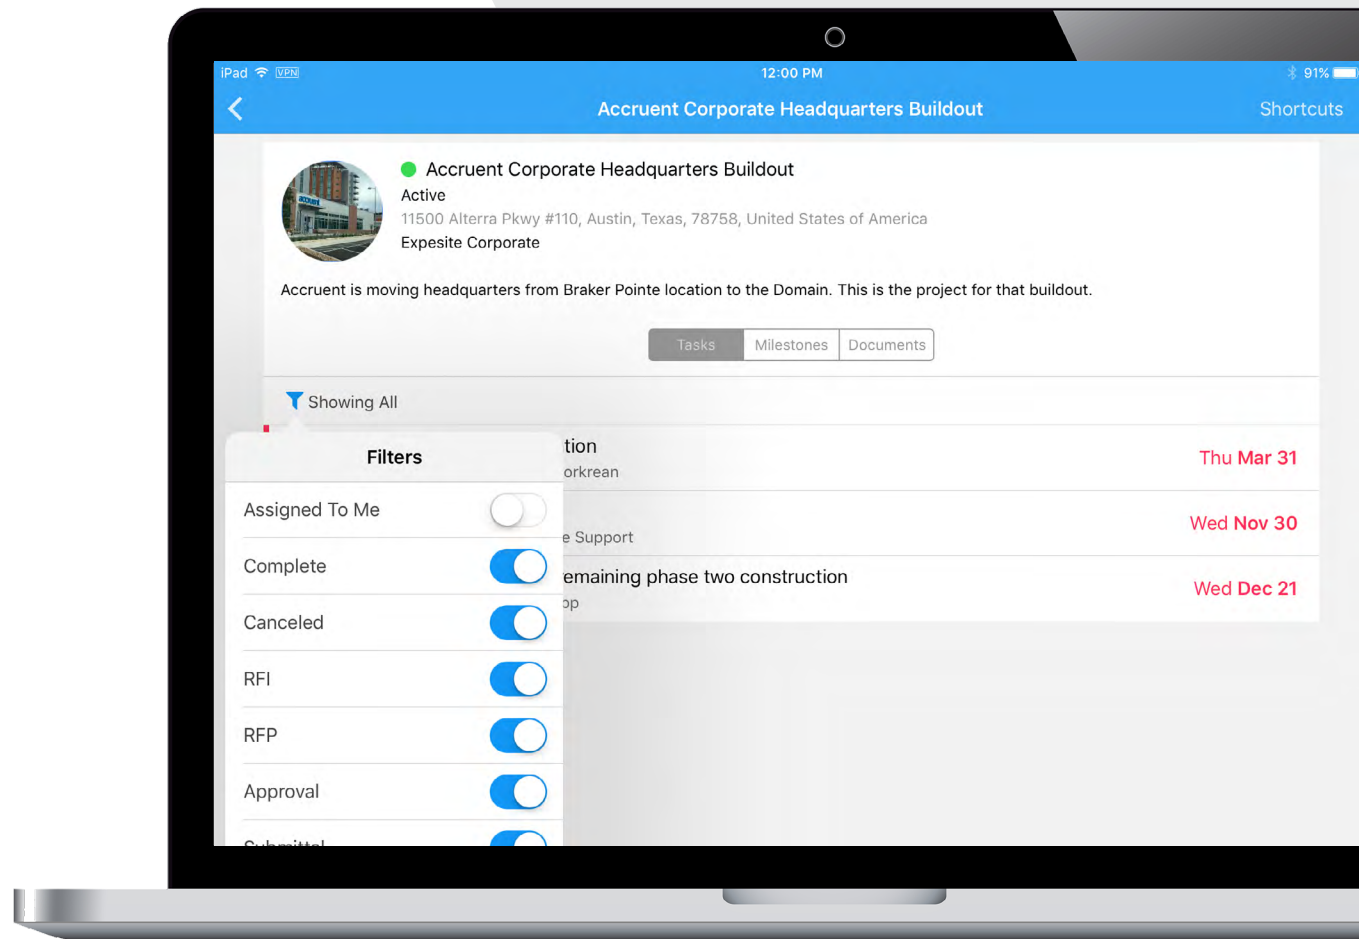 iPad VPN 12:00 PM 91%
Accruent Corporate Headquarters Buildout Shortcuts
Accruent Corporate Headquarters Buildout
Active
11500 Alterra Pkwy #110, Austin, Texas, 78758, United States of America
Expesite Corporate
accruent
Accruent is moving headquarters from Braker Pointe location to the Domain. This is the project for that buildout.
Tasks Milestones Documents
Showing All
tion
Thu Mar 31
Filters
orkrean
Assigned To Me
Wed Nov 30
e Support
Complete
emaining phase two construction
Wed Dec 21
pp
Canceled
RFI
RFP
Approval
Submittal